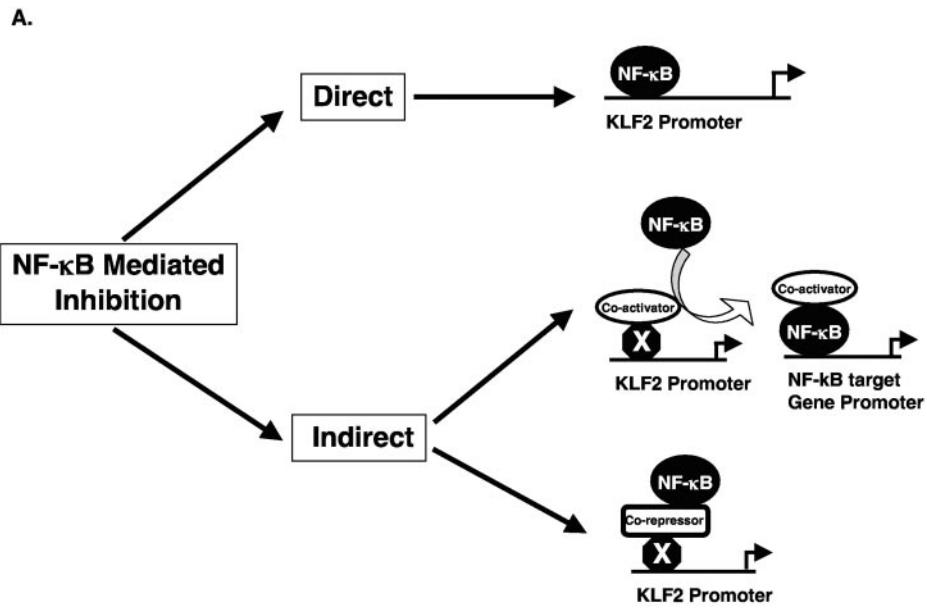 A.
Direct
NF-κB
KLF2 Promoter
NF-κB Mediated
Inhibition
NF-κB
Co-activator
X
KLF2 Promoter
Co-activator
NF-κB
NF-kB target
Gene Promoter
Indirect
NF-κB
Co-repressor
X
KLF2 Promoter